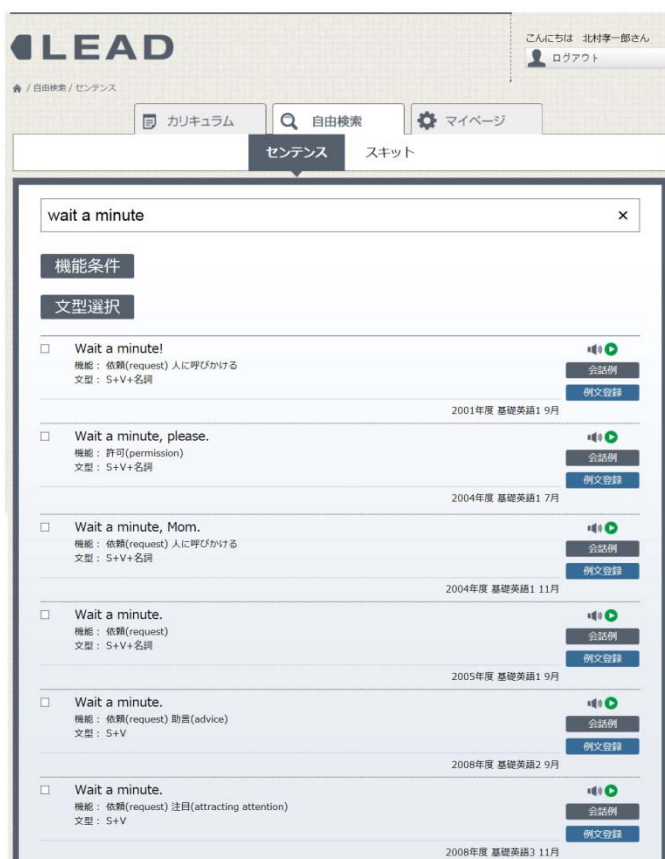 LEAD
こんにちは 北村孝一郎さん
ログアウト
/ 自由検索 / センテンス
カリキュラム 自由検索 マイページ
センテンス スキット
wait a minute ×
機能条件
文型選択
Wait a minute!
機能： 依頼(request) 人に呼びかける
会話例
文型： S+V+名詞
例文登録
2001年度 基礎英語1 9月
Wait a minute, please.
機能： 許可(permission)
会話例
文型： S+V+名詞
例文登録
2004年度 基礎英語1 7月
Wait a minute, Mom.
機能： 依頼(request) 人に呼びかける
会話例
文型： S+V+名詞
例文登録
2004年度 基礎英語1 11月
Wait a minute.
機能： 依頼(request)
会話例
文型： S+V+名詞
例文登録
2005年度 基礎英語1 9月
Wait a minute.
機能： 依頼(request) 助言(advice)
会話例
文型： S+V
例文登録
2008年度 基礎英語2 9月
Wait a minute.
機能： 依頼(request) 注目(attracting attention)
会話例
文型： S+V
例文登録
2008年度 基礎英語3 11月